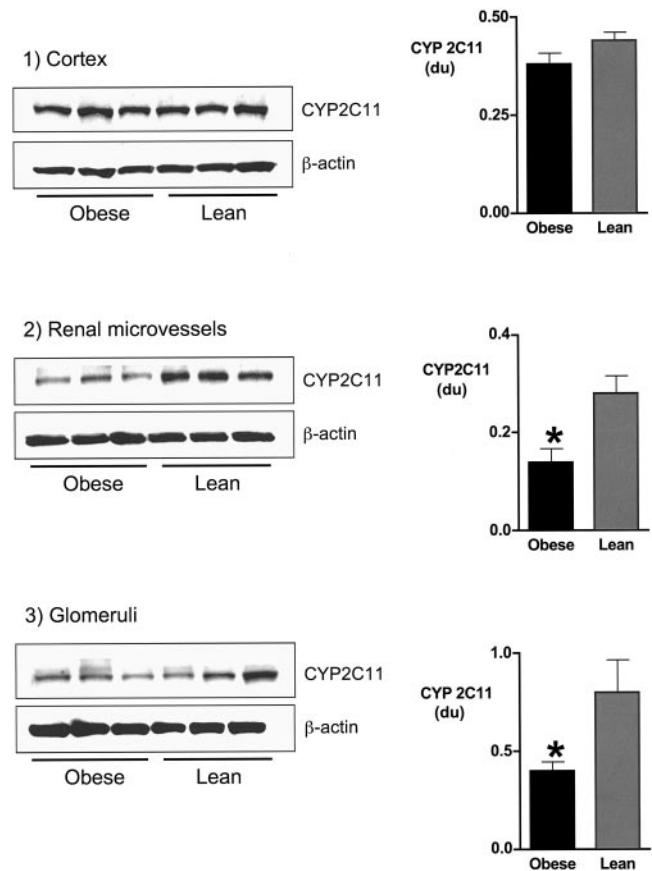 1) Cortex
CYP2C11
β-actin
Obese Lean
CYP 2C11
(du)
0.50
0.25
0.00
Obese Lean
2) Renal microvessels
CYP2C11
β-actin
Obese Lean
CYP2C11
(du)
0.4
0.2
0.0
*
Obese Lean
3) Glomeruli
CYP2C11
β-actin
Obese Lean
CYP 2C11
(du)
1.0
0.5
0.0
*
Obese Lean